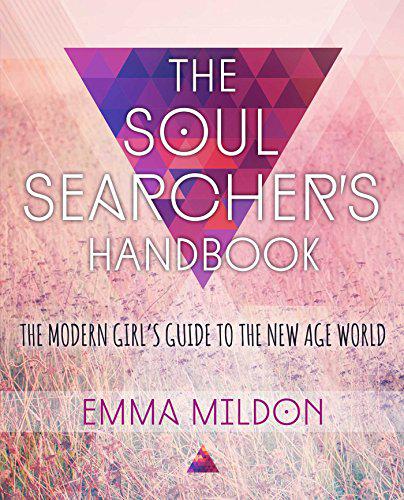 THE
SOUL
SEARCHER'S
HANDBOOK
THE MODERN GIRL'S GUIDE TO THE NEW AGE WORLD
EMMA MILDON